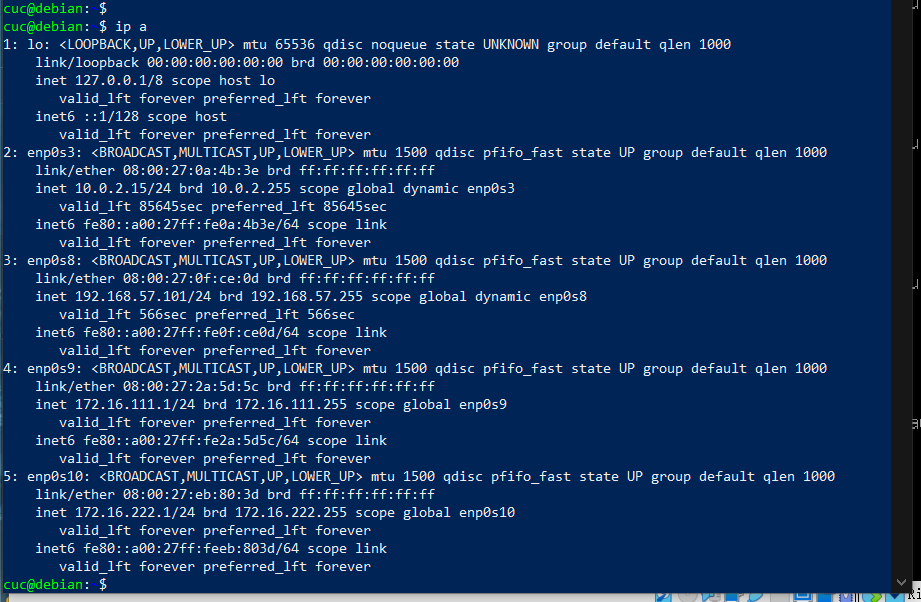 cuc@debian:~$
cuc@debian:~$ ip a
1: lo: <LOOPBACK,UP,LOWER_UP> mtu 65536 qdisc noqueue state UNKNOWN group default qlen 1000
    link/loopback 00:00:00:00:00:00 brd 00:00:00:00:00:00
    inet 127.0.0.1/8 scope host lo
       valid_lft forever preferred_lft forever
    inet6 ::1/128 scope host
       valid_lft forever preferred_lft forever
2: enp0s3: <BROADCAST,MULTICAST,UP,LOWER_UP> mtu 1500 qdisc pfifo_fast state UP group default qlen 1000
    link/ether 08:00:27:0a:4b:3e brd ff:ff:ff:ff:ff:ff
    inet 10.0.2.15/24 brd 10.0.2.255 scope global dynamic enp0s3
       valid_lft 85645sec preferred_lft 85645sec
    inet6 fe80::a00:27ff:fe0a:4b3e/64 scope link
       valid_lft forever preferred_lft forever
3: enp0s8: <BROADCAST,MULTICAST,UP,LOWER_UP> mtu 1500 qdisc pfifo_fast state UP group default qlen 1000
    link/ether 08:00:27:0f:ce:0d brd ff:ff:ff:ff:ff:ff
    inet 192.168.57.101/24 brd 192.168.57.255 scope global dynamic enp0s8
       valid_lft 566sec preferred_lft 566sec
    inet6 fe80::a00:27ff:fe0f:ce0d/64 scope link
       valid_lft forever preferred_lft forever
4: enp0s9: <BROADCAST,MULTICAST,UP,LOWER_UP> mtu 1500 qdisc pfifo_fast state UP group default qlen 1000
    link/ether 08:00:27:2a:5d:5c brd ff:ff:ff:ff:ff:ff
    inet 172.16.111.1/24 brd 172.16.111.255 scope global enp0s9
       valid_lft forever preferred_lft forever
    inet6 fe80::a00:27ff:fe2a:5d5c/64 scope link
       valid_lft forever preferred_lft forever
5: enp0s10: <BROADCAST,MULTICAST,UP,LOWER_UP> mtu 1500 qdisc pfifo_fast state UP group default qlen 1000
    link/ether 08:00:27:eb:80:3d brd ff:ff:ff:ff:ff:ff
    inet 172.16.222.1/24 brd 172.16.222.255 scope global enp0s10
       valid_lft forever preferred_lft forever
    inet6 fe80::a00:27ff:feeb:803d/64 scope link
       valid_lft forever preferred_lft forever
cuc@debian:~$